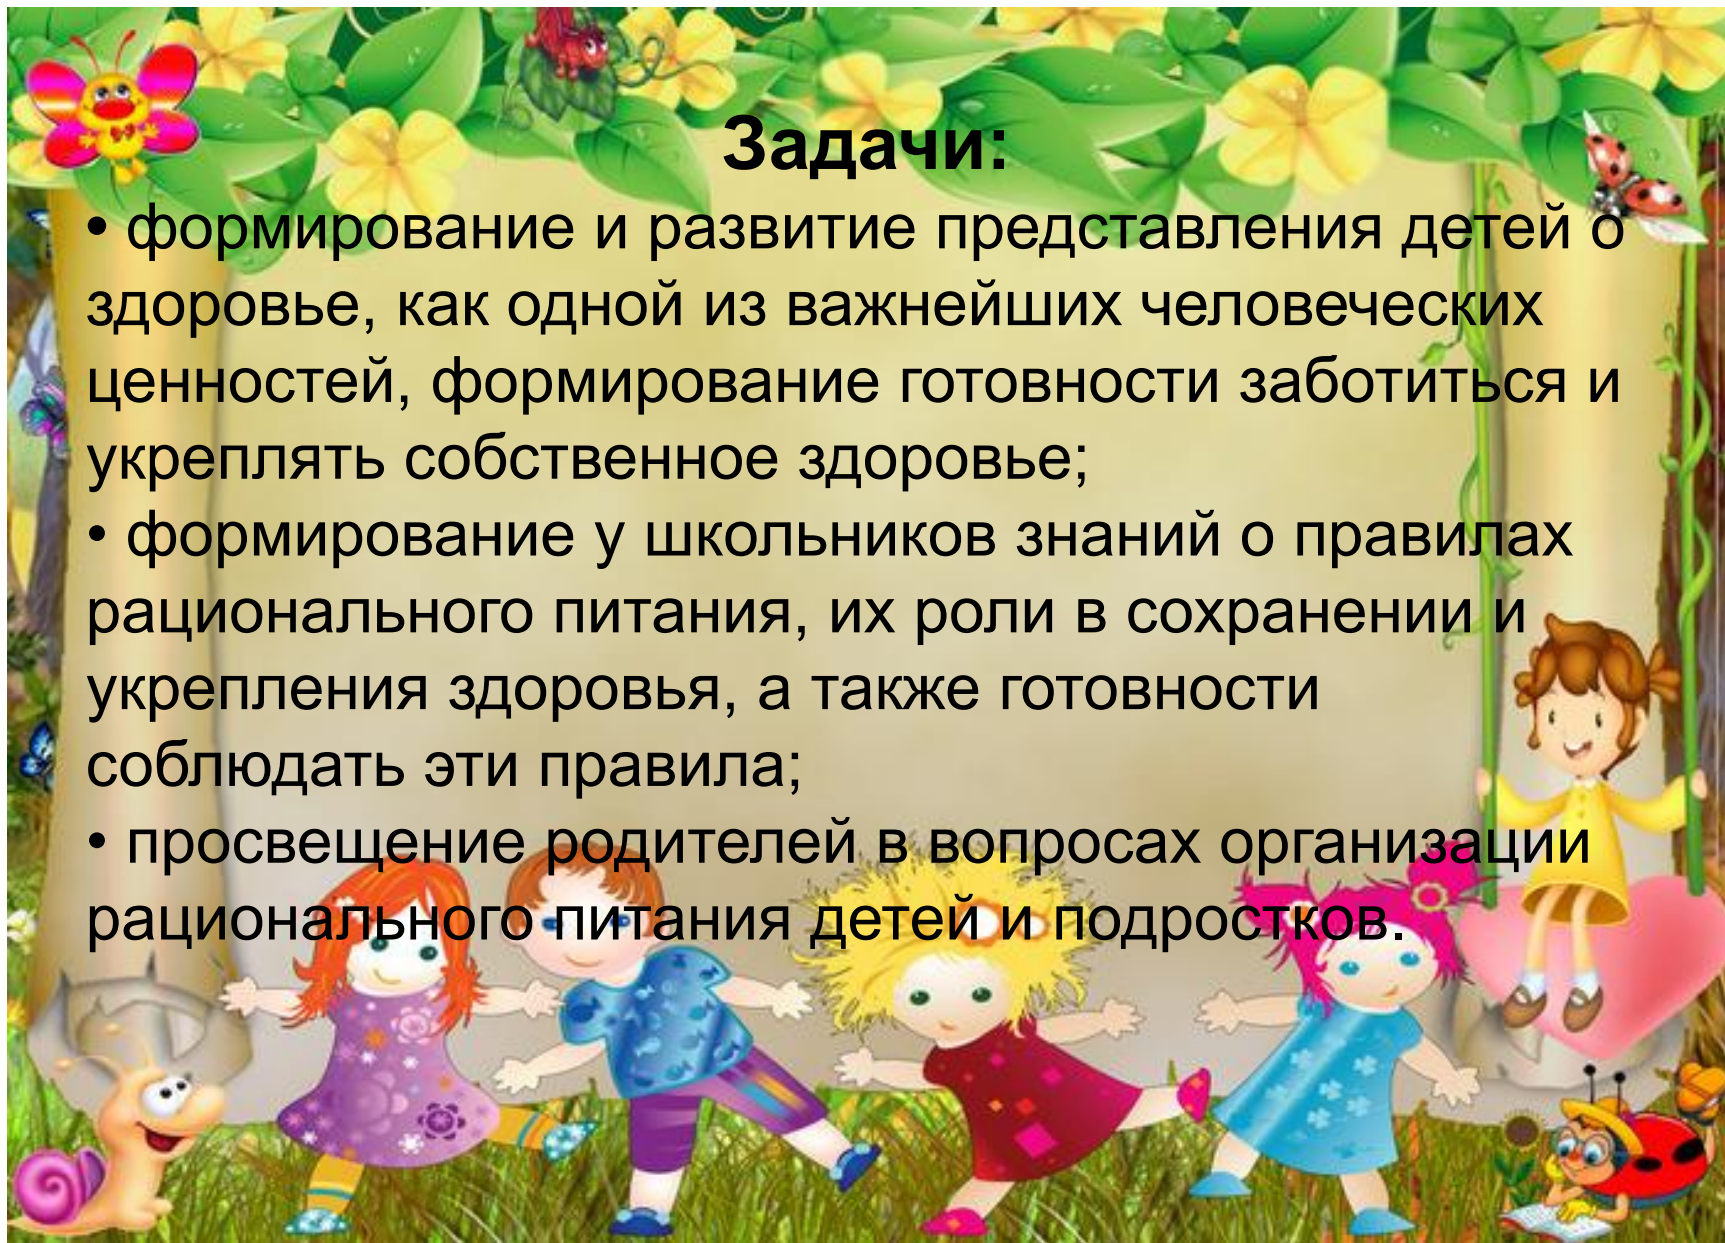 Задачи:
• формирование и развитие представления детей о
здоровье, как одной из важнейших человеческих
ценностей, формирование готовности заботиться и
укреплять собственное здоровье;
• формирование у школьников знаний о правилах
рационального питания, их роли в сохранении и
укрепления здоровья, а также готовности
соблюдать эти правила;
• просвещение родителей в вопросах организации
рационального питания детей и подростков.